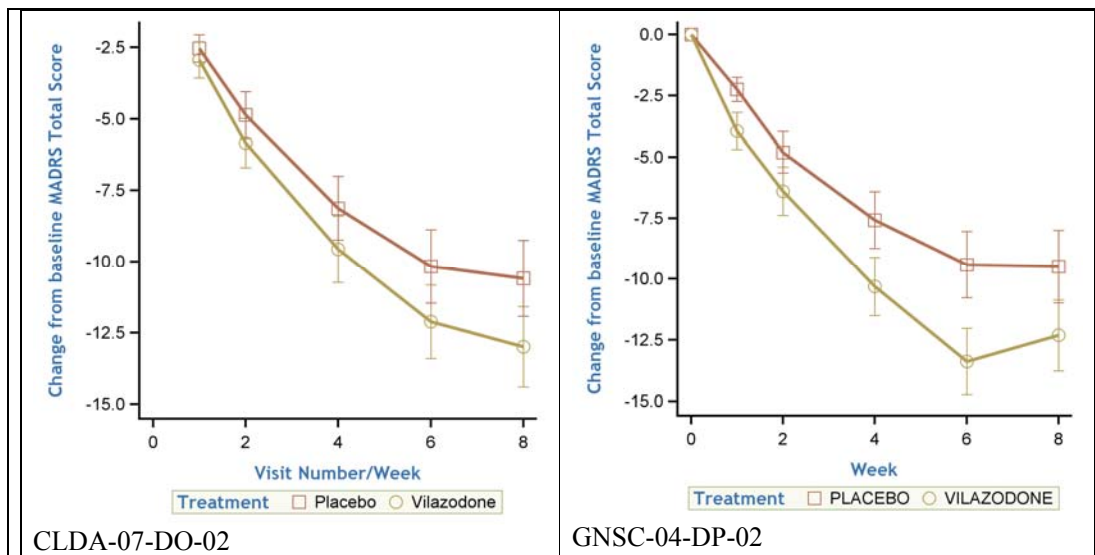 Change from baseline MADRS Total Score
-2.5
-5.0
-7.5
-10.0
-12.5
-15.0
0 2 4 6 8
Visit Number/Week
Treatment Placebo Vilazodone
CLDA-07-DO-02
Change from baseline MADRS Total Score
0.0
-2.5
-5.0
-7.5
-10.0
-12.5
-15.0
0 2 4 6 8
Week
Treatment PLACEBO VILAZODONE
GNSC-04-DP-02